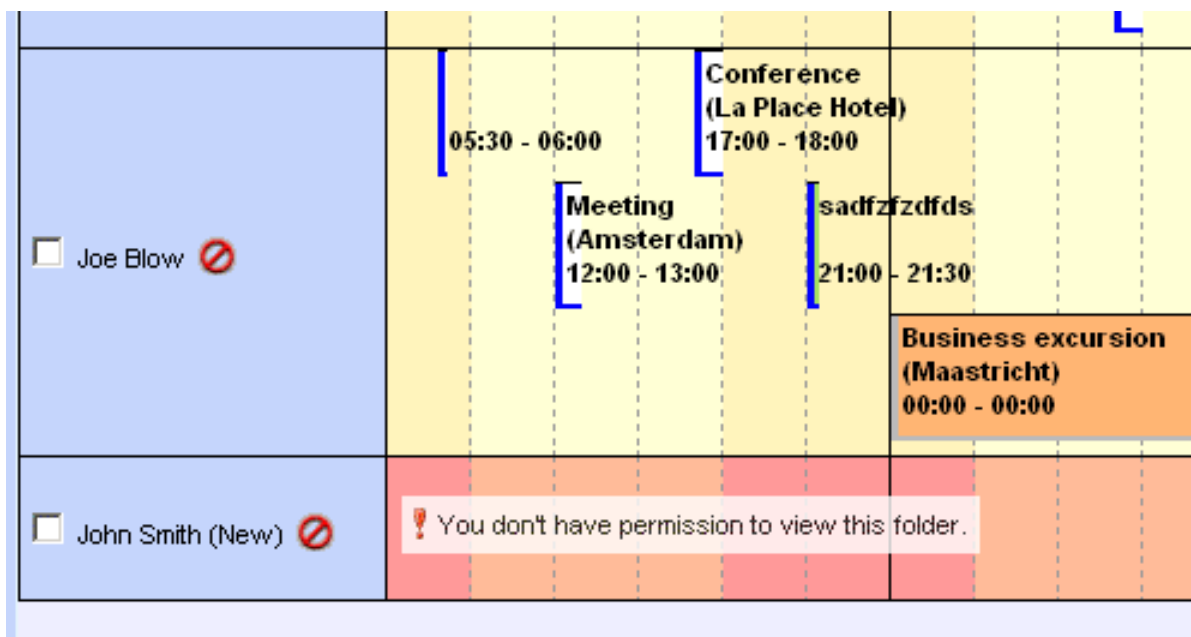 Conference
(La Place Hotel)
05:30 - 06:00
17:00 - 18:00
Meeting
(Amsterdam)
12:00 - 13:00
sadfzfzdfds
21:00 - 21:30
Joe Blow
Business excursion
(Maastricht)
00:00 - 00:00
John Smith (New)
You don't have permission to view this folder.